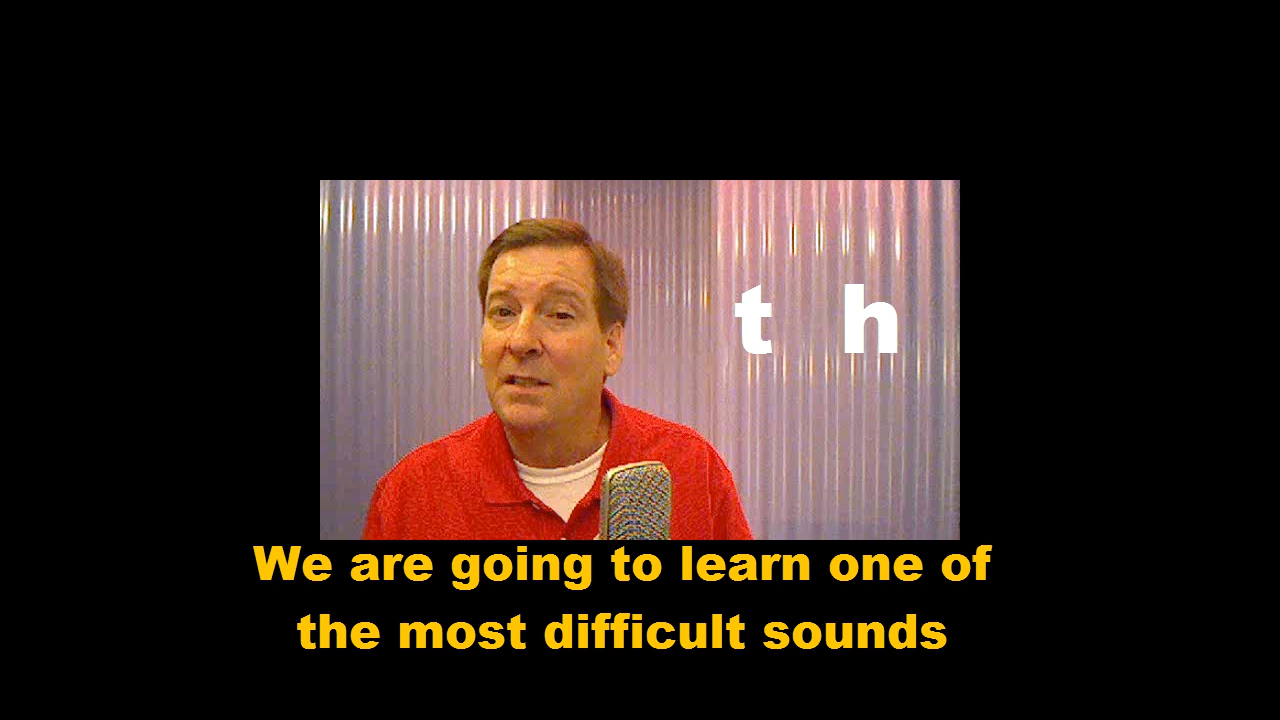 t h
We are going to learn one of
the most difficult sounds